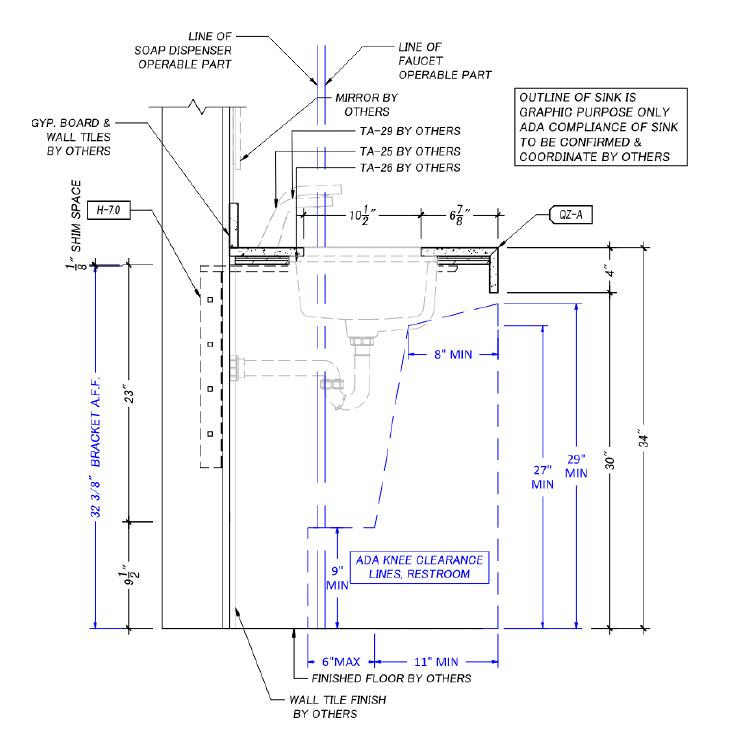 LINE OF
SOAP DISPENSER
OPERABLE PART
LINE OF
FAUCET
OPERABLE PART
MIRROR BY
OTHERS
OUTLINE OF SINK IS
GRAPHIC PURPOSE ONLY
ADA COMPLIANCE OF SINK
TO BE CONFIRMED &
COORDINATE BY OTHERS
GYP. BOARD &
WALL TILES
BY OTHERS
TA-29 BY OTHERS
TA-25 BY OTHERS
TA-26 BY OTHERS
H-7.0
1/8" SHIM SPACE
10 1/2"
6 7/8"
QZ-A
4"
8" MIN
23"
32 3/8" BRACKET A.F.F.
34"
30"
29"
MIN
27"
MIN
9 1/2"
9"
MIN
ADA KNEE CLEARANCE
LINES, RESTROOM
6"MAX
11" MIN
FINISHED FLOOR BY OTHERS
WALL TILE FINISH
BY OTHERS